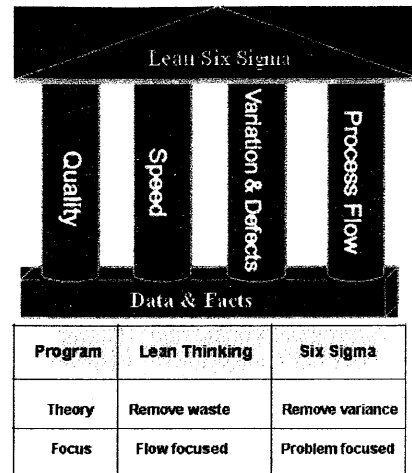 Lean Six Sigma
Quality
Speed
Variation & Defects
Process Flow
Data & Facts
Program Lean Thinking Six Sigma
Theory Remove waste Remove variance
Focus Flow focused Problem focused